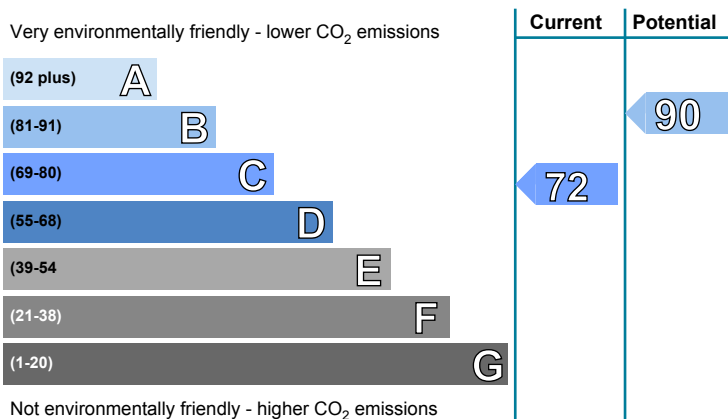 Current Potential
Very environmentally friendly - lower CO2 emissions
(92 plus) A
(81-91) B
90
(69-80) C
72
(55-68) D
(39-54 E
(21-38) F
(1-20) G
Not environmentally friendly - higher CO2 emissions